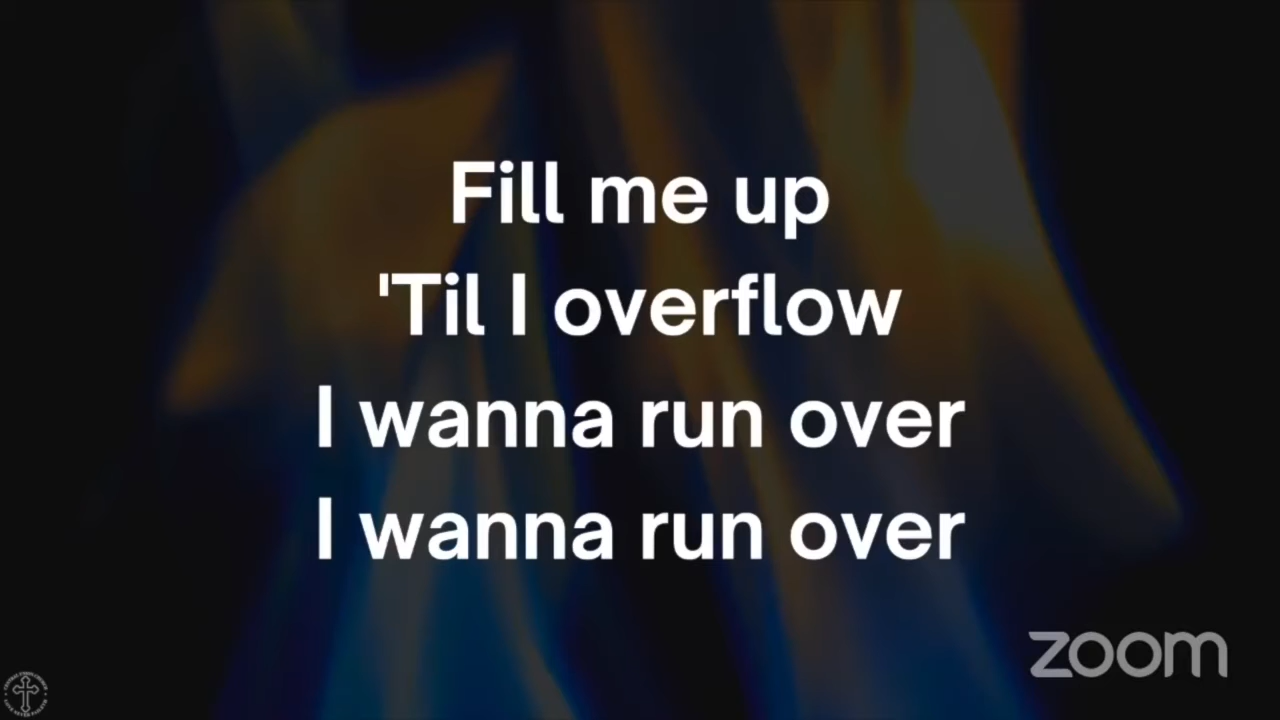 Fill me up
'Til I overflow
I wanna run over
I wanna run over
zoom